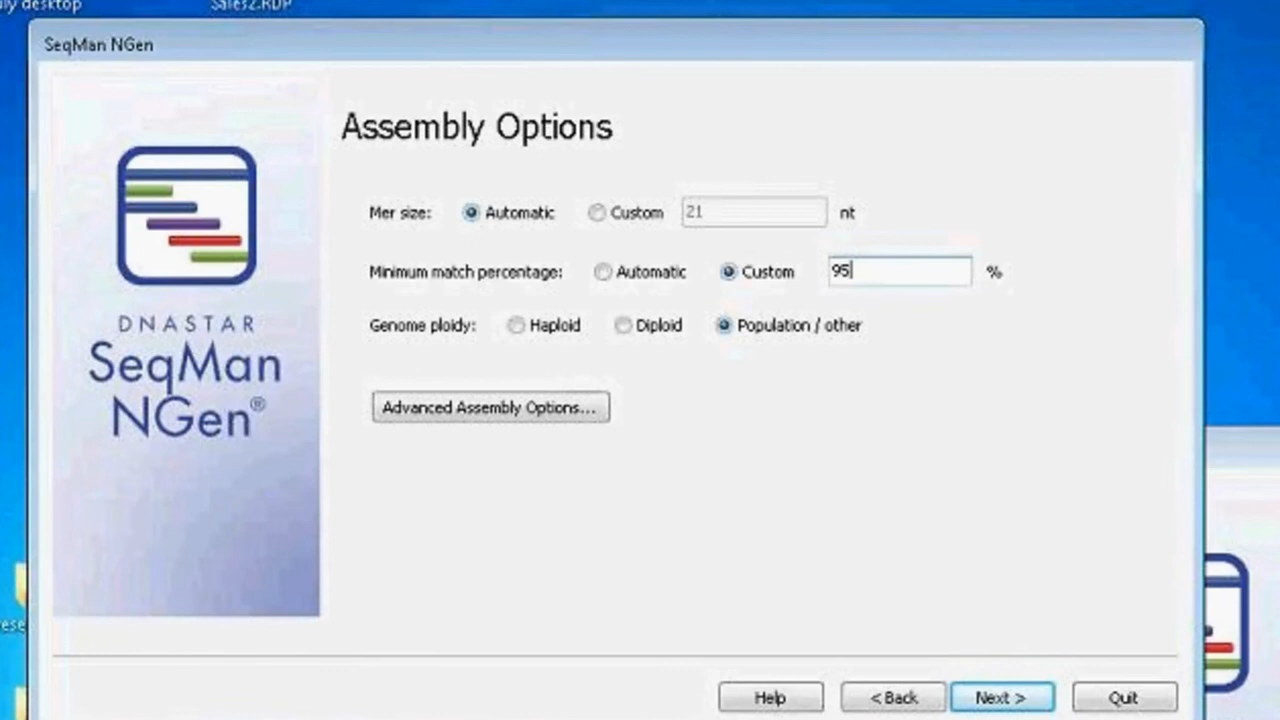 desktop
Sales2.RDP
SeqMan NGen
Assembly Options
Mer size: Automatic Custom 21 nt
Minimum match percentage: Automatic Custom 95 %
Genome ploidy: Haploid Diploid Population / other
Advanced Assembly Options...
DNASTAR
SeqMan
NGen®
Help < Back Next > Quit